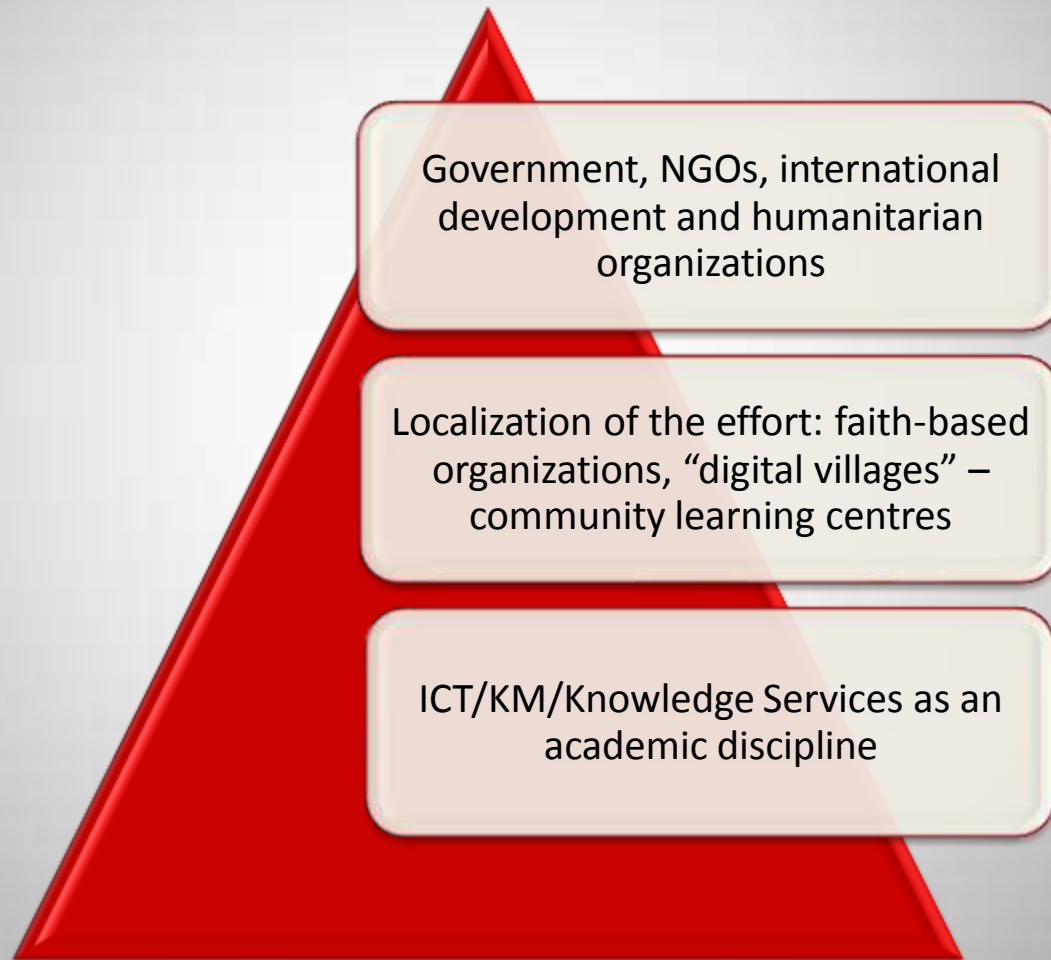 Government, NGOs, international
development and humanitarian
organizations
Localization of the effort: faith-based
organizations, “digital villages” –
community learning centres
ICT/KM/Knowledge Services as an
academic discipline